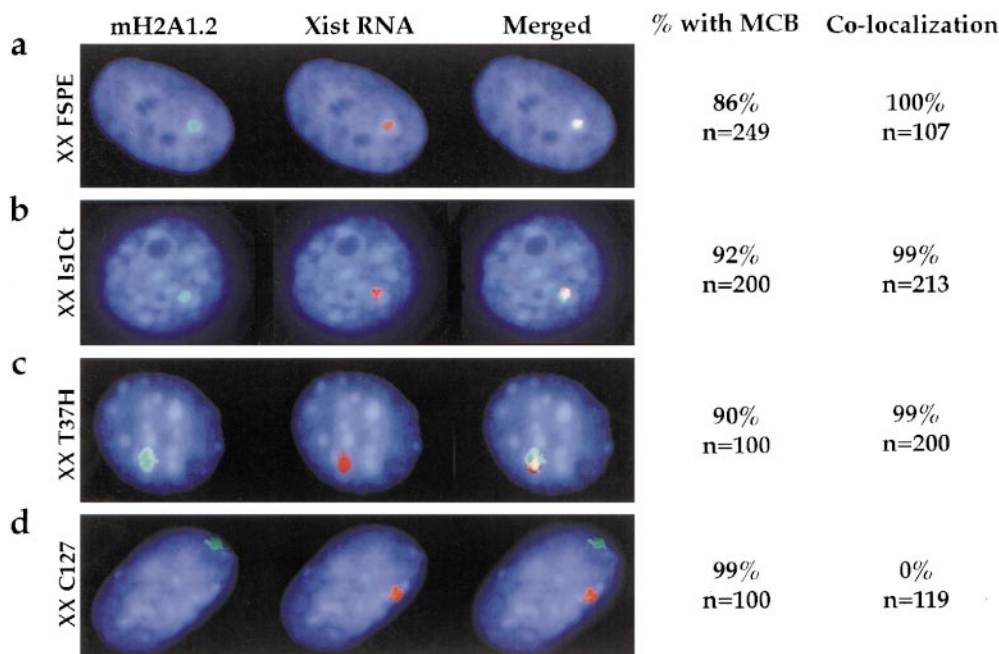 mH2A1.2 Xist RNA Merged % with MCB Co-localization
a
XX FSPE
86% 100%
n=249 n=107
b
XX Is1Ct
92% 99%
n=200 n=213
c
XX T37H
90% 99%
n=100 n=200
d
XX C127
99% 0%
n=100 n=119